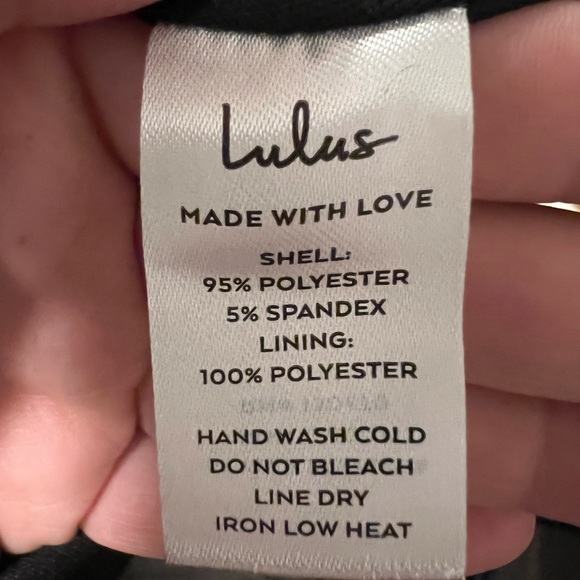 Lulus
MADE WITH LOVE
SHELL:
95% POLYESTER
5% SPANDEX
LINING:
100% POLYESTER
HAND WASH COLD
DO NOT BLEACH
LINE DRY
IRON LOW HEAT